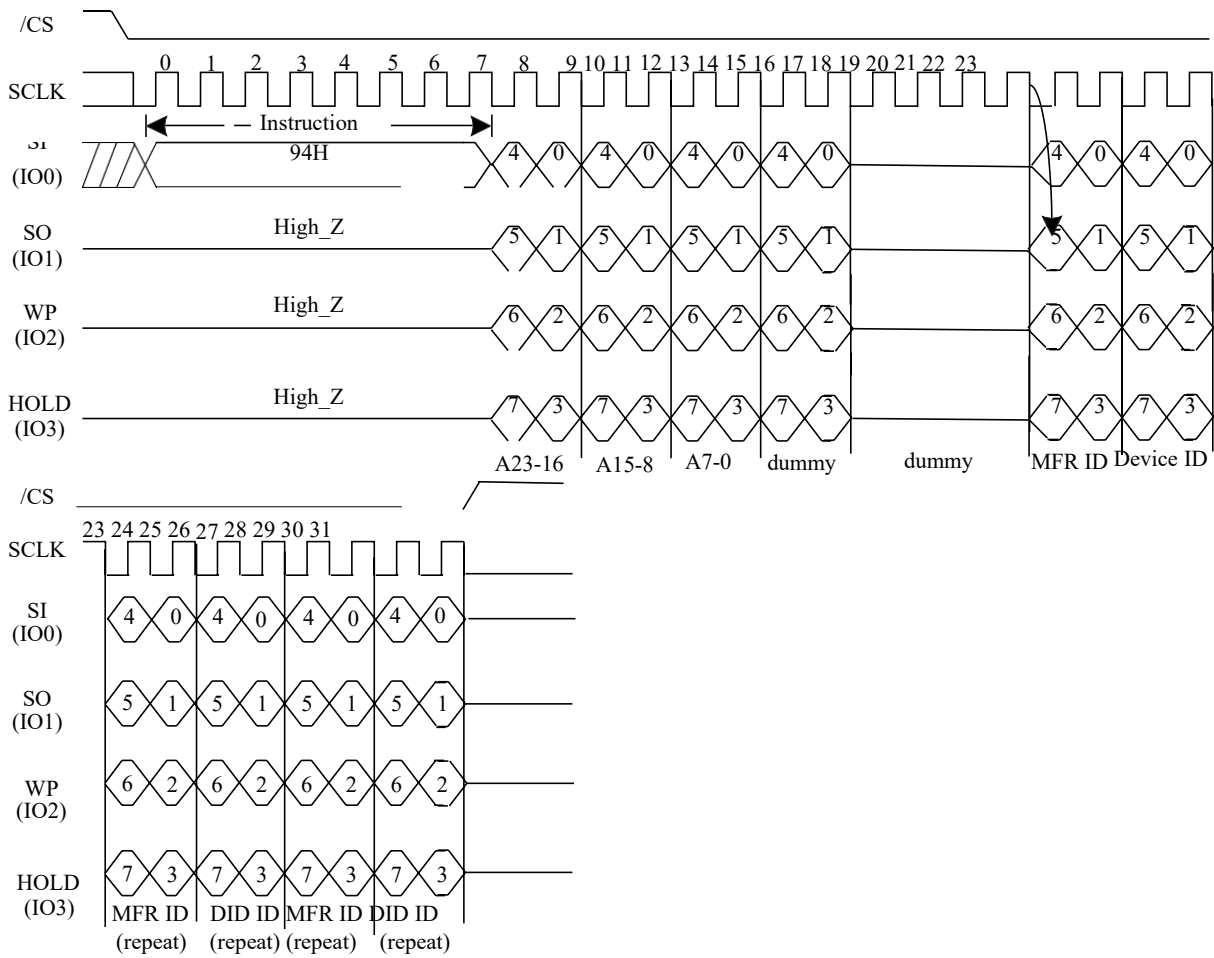 /CS
0 1 2 3 4 5 6 7 8 9 10 11 12 13 14 15 16 17 18 19 20 21 22 23
SCLK
Instruction
SI
(IO0)
94H
4 0 4 0 4 0 4 0 4 0 4 0
SO
(IO1)
High_Z
5 1 5 1 5 1 5 1 5 1 5 1
WP
(IO2)
High_Z
6 2 6 2 6 2 6 2 6 2 6 2
HOLD
(IO3)
High_Z
7 3 7 3 7 3 7 3 7 3 7 3
A23-16 A15-8 A7-0 dummy dummy MFR ID Device ID
/CS
23 24 25 26 27 28 29 30 31
SCLK
SI
(IO0)
4 0 4 0 4 0 4 0
SO
(IO1)
5 1 5 1 5 1 5 1
WP
(IO2)
6 2 6 2 6 2 6 2
HOLD
(IO3)
7 3 7 3 7 3 7 3
MFR ID DID ID MFR ID DID ID
(repeat) (repeat) (repeat) (repeat)